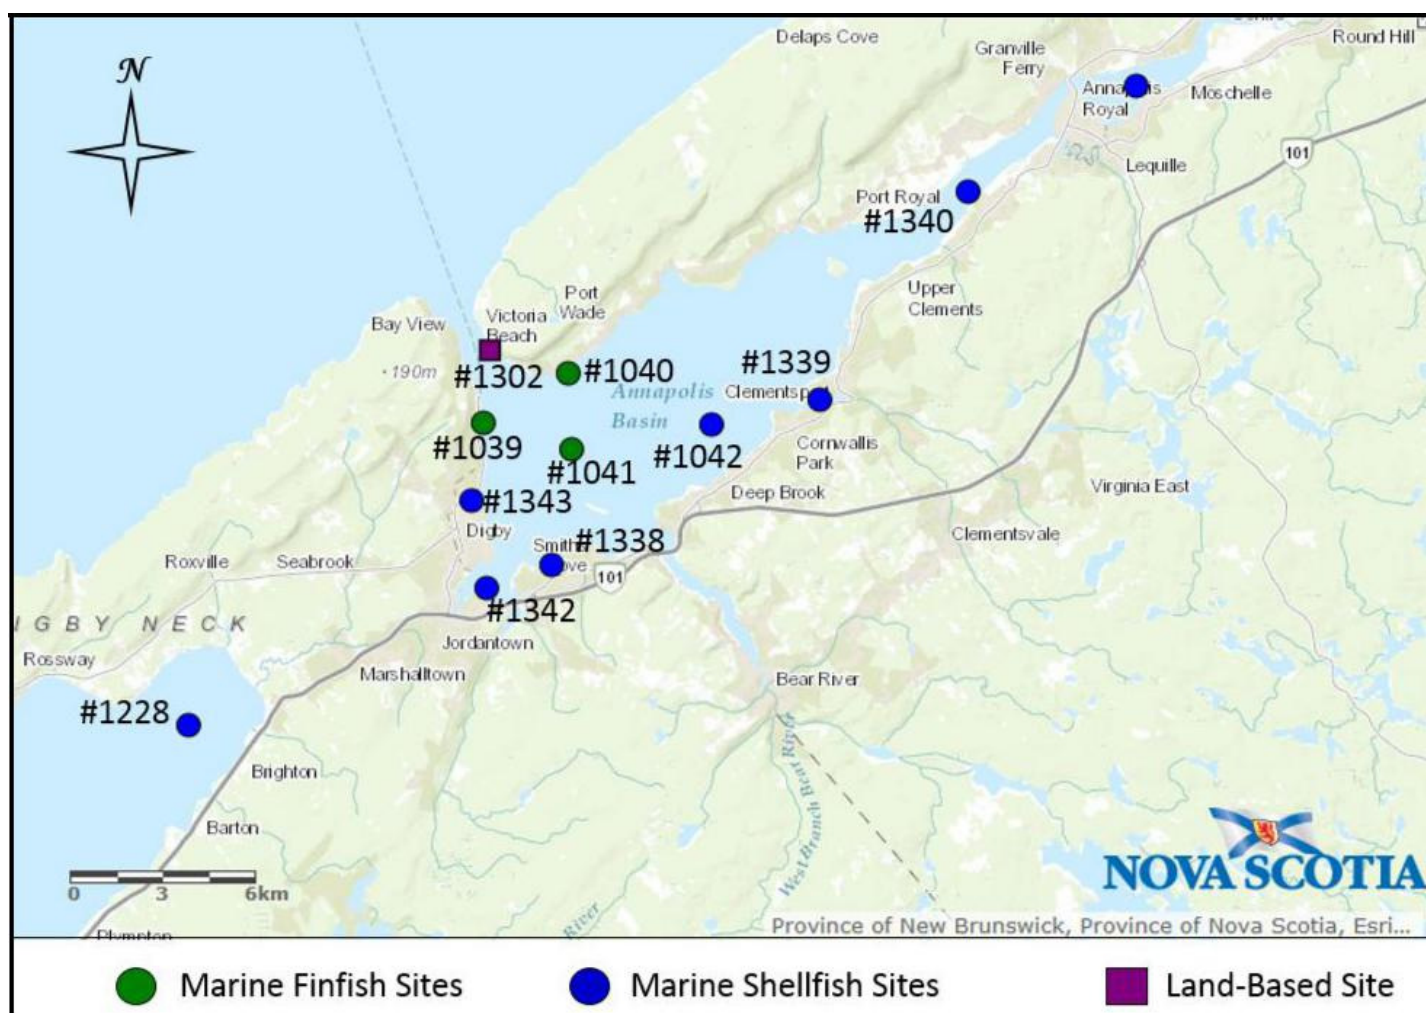 Delaps Cove
Granville
Ferry
Round Hill
N
Annapolis
Royal
Moschelle
101
Lequille
Port Royal
#1340
Upper
Clements
Port
Wade
Victoria
Beach
Bay View
190m
#1302
#1040
#1339
Annapolis
Basin
Clementsport
#1039
#1041
#1042
Cornwallis
Park
Deep Brook
Virginia East
#1343
Digby
Clementsvale
Smith
#1338
ove
101
Roxville
Seabrook
#1342
IGBY NECK
Jordantown
Rossway
Marshalltown
Bear River
#1228
Brighton
West Branch Bear River
Barton
0 3 6km
River
NOVA SCOTIA
Plympton
Province of New Brunswick, Province of Nova Scotia, Esri...
Marine Finfish Sites
Marine Shellfish Sites
Land-Based Site